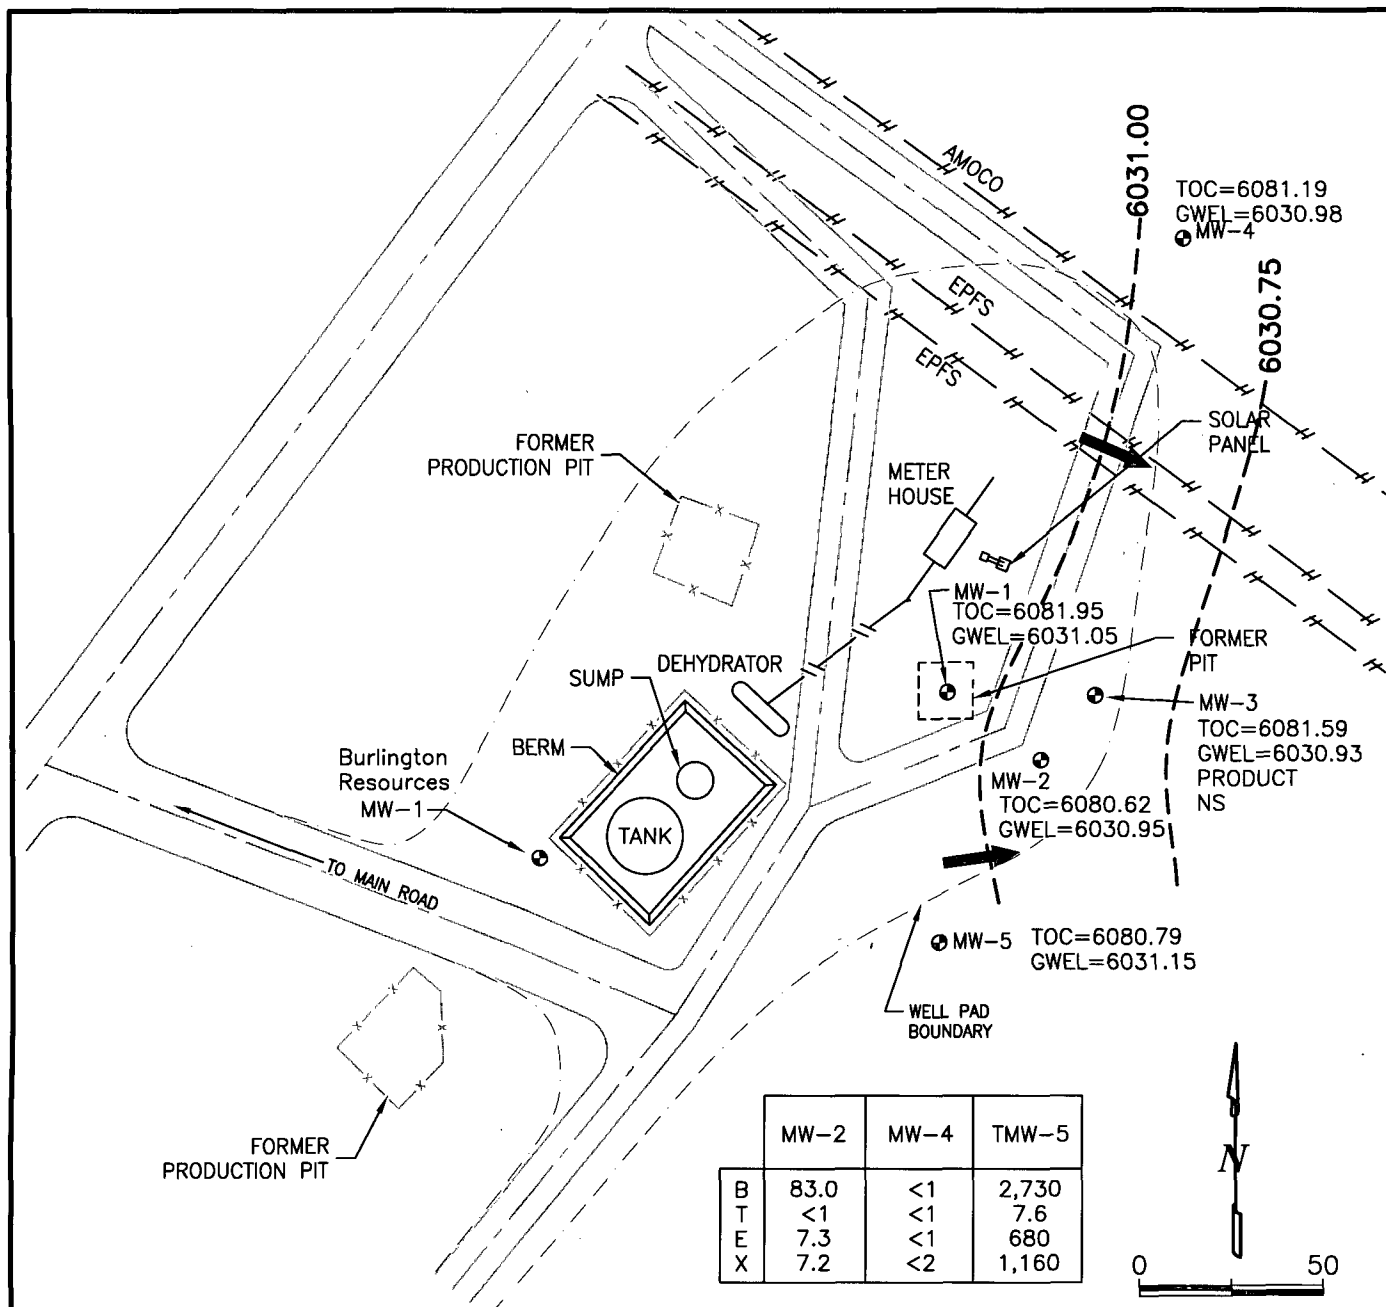 AMOCO
6031.00
TOC=6081.19
GWEL=6030.98
MW-4
6030.75
EPFS
EPFS
SOLAR
PANEL
FORMER
PRODUCTION PIT
METER
HOUSE
MW-1
TOC=6081.95
GWEL=6031.05
FORMER
PIT
DEHYDRATOR
SUMP
BERM
MW-3
TOC=6081.59
GWEL=6030.93
PRODUCT
NS
Burlington
Resources
MW-1
MW-2
TOC=6080.62
GWEL=6030.95
TANK
TO MAIN ROAD
MW-5 TOC=6080.79
GWEL=6031.15
WELL PAD
BOUNDARY
FORMER
PRODUCTION PIT
MW-2 MW-4 TMW-5
B 83.0 <1 2,730
T <1 <1 7.6
E 7.3 <1 680
X 7.2 <2 1,160
N
0 50